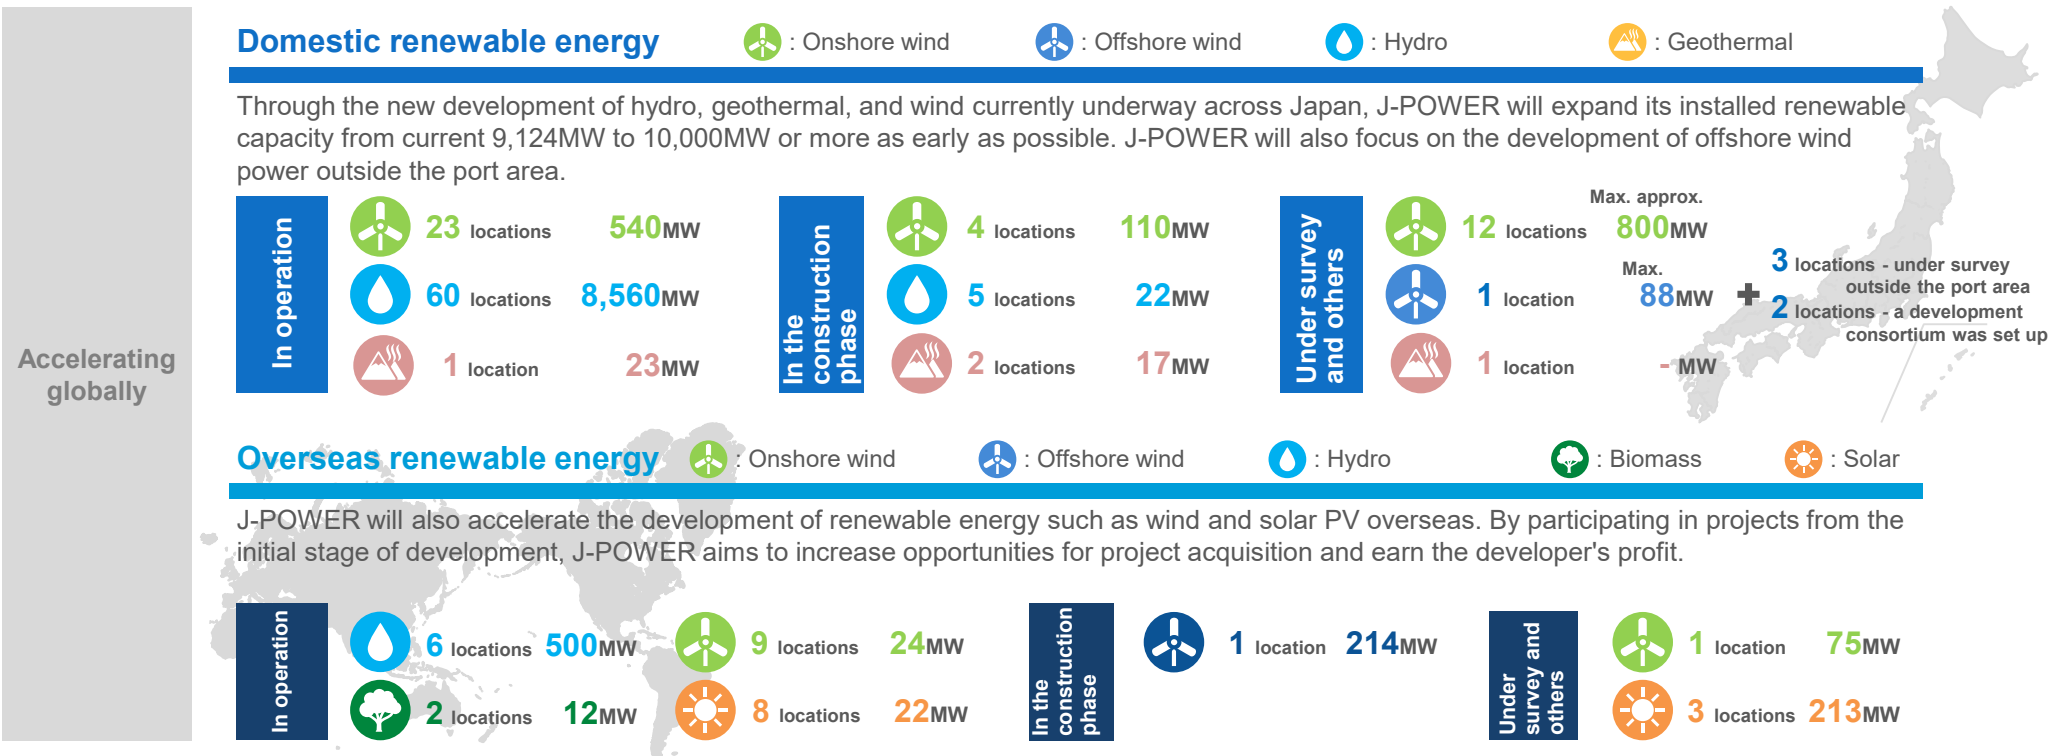 Accelerating
globally
Domestic renewable energy
: Onshore wind
: Offshore wind
: Hydro
: Geothermal
Through the new development of hydro, geothermal, and wind currently underway across Japan, J-POWER will expand its installed renewable
capacity from current 9,124MW to 10,000MW or more as early as possible. J-POWER will also focus on the development of offshore wind
power outside the port area.
In operation
23 locations 540MW
60 locations 8,560MW
1 location 23MW
In the
construction
phase
4 locations 110MW
5 locations 22MW
2 locations 17MW
Under survey
and others
Max. approx.
12 locations 800MW
Max.
1 location 88MW
3 locations - under survey
outside the port area
2 locations - a development
consortium was set up
1 location - MW
Overseas renewable energy
: Onshore wind
: Offshore wind
: Hydro
: Biomass
: Solar
J-POWER will also accelerate the development of renewable energy such as wind and solar PV overseas. By participating in projects from the
initial stage of development, J-POWER aims to increase opportunities for project acquisition and earn the developer's profit.
In operation
6 locations 500MW
9 locations 24MW
2 locations 12MW
8 locations 22MW
In the
construction
phase
1 location 214MW
Under
survey and
others
1 location 75MW
3 locations 213MW